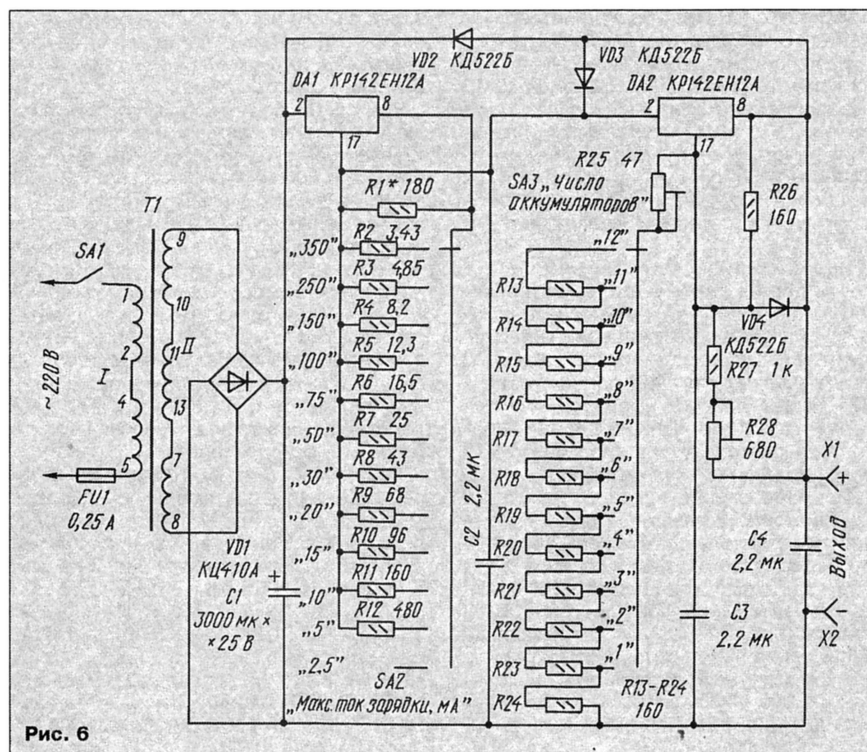 VD2 КД522Б
VD3 КД522Б
DA1 КР142ЕН12А
DA2 КР142ЕН12А
2
8
17
2
8
17
R25 47
SA3 „Число
аккумуляторов"
R26
160
R1* 180
T1
SA1
~220 В
I
II
1
2
4
5
9
10
11
13
7
8
FU1
0,25 А
VD1
КЦ410А
C1
3000 мк ×
× 25 В
+
„350" R2 3,43
„250" R3 4,85
„150" R4 8,2
„100" R5 12,3
„75" R6 16,5
„50" R7 25
„30" R8 43
„20" R9 68
„15" R10 96
„10" R11 160
„5" R12 480
„2,5"
SA2
„Макс. ток зарядки, мА"
C2 2,2 мк
„12"
R13 „11"
R14 „10"
R15 „9"
R16 „8"
R17 „7"
R18 „6"
R19 „5"
R20 „4"
R21 „3"
R22 „2"
R23 „1"
R24
R13-R24
160
VD4
КД522Б
R27 1 к
R28
680
X1
+
C4
2,2 мк
Выход
C3
2,2 мк
−
X2
Рис. 6